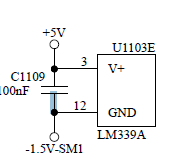 +5V
U1103E
3
V+
C1109
100nF
12
GND
LM339A
-1.5V-SM1